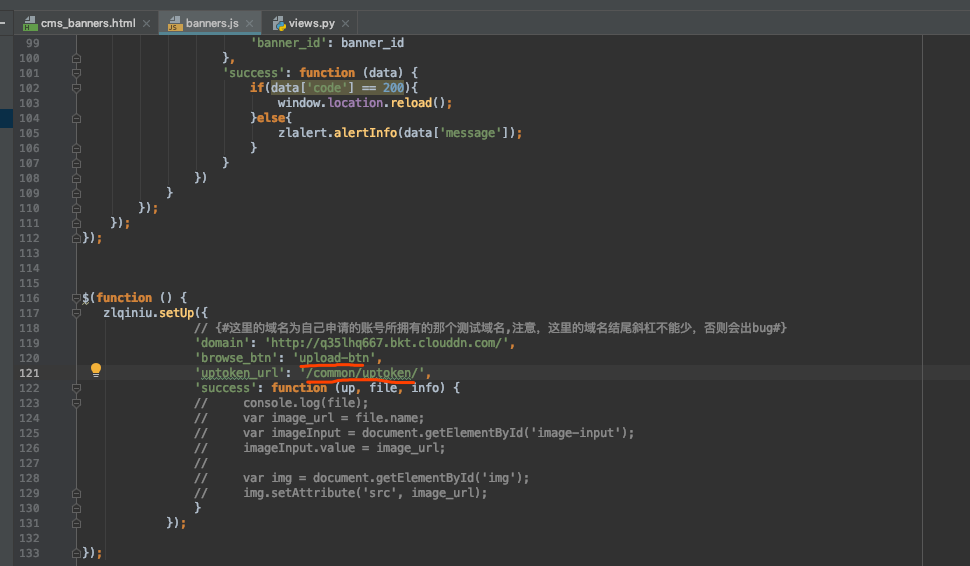 cms_banners.html banners.js views.py
99 'banner_id': banner_id
100 },
101 'success': function (data) {
102 if(data['code'] == 200){
103 window.location.reload();
104 }else{
105 zlalert.alertInfo(data['message']);
106 }
107 }
108 })
109 }
110 });
111 });
112 });
113
114
115
116 $(function () {
117 zlqiniu.setUp({
118 // {#这里的域名为自己申请的账号所拥有的那个测试域名,注意，这里的域名结尾斜杠不能少，否则会出bug#}
119 'domain': 'http://q35lhq667.bkt.clouddn.com/',
120 'browse_btn': 'upload-btn',
121 'uptoken_url': '/common/uptoken/',
122 'success': function (up, file, info) {
123 // console.log(file);
124 // var image_url = file.name;
125 // var imageInput = document.getElementById('image-input');
126 // imageInput.value = image_url;
127 //
128 // var img = document.getElementById('img');
129 // img.setAttribute('src', image_url);
130 }
131 });
132
133 });